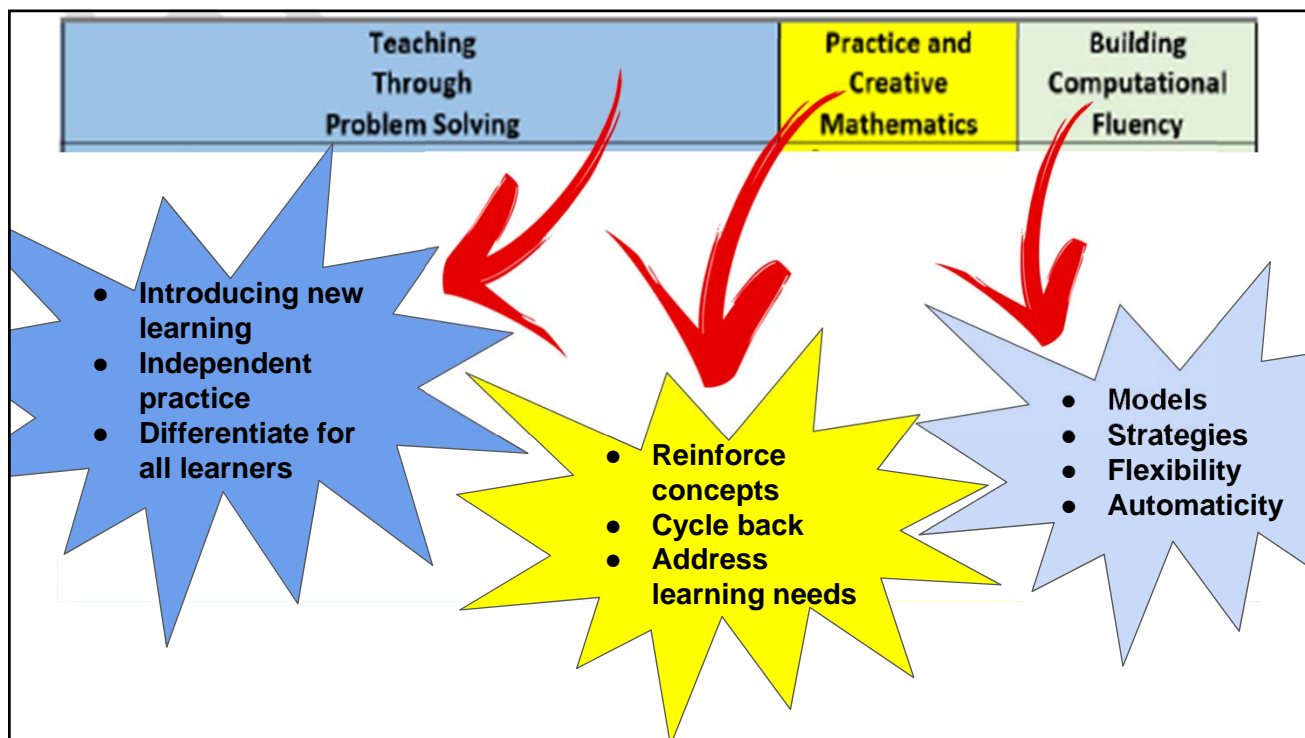 Teaching
Through
Problem Solving
Practice and
Creative
Mathematics
Building
Computational
Fluency
● Introducing new
learning
● Independent
practice
● Differentiate for
all learners
● Reinforce
concepts
● Cycle back
● Address
learning needs
● Models
● Strategies
● Flexibility
● Automaticity